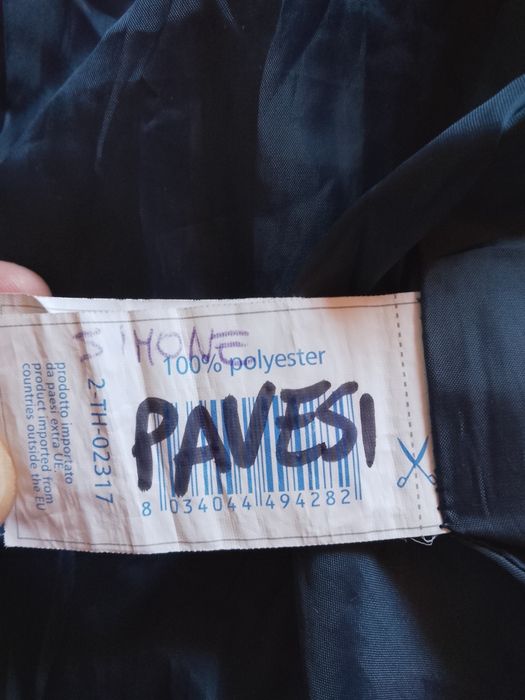 SIMONE
100% polyester
PAVESI
8 034044 494282
2-TH-02317
prodotto importato
da paesi extra U.E.
product imported from
countries outside the EU